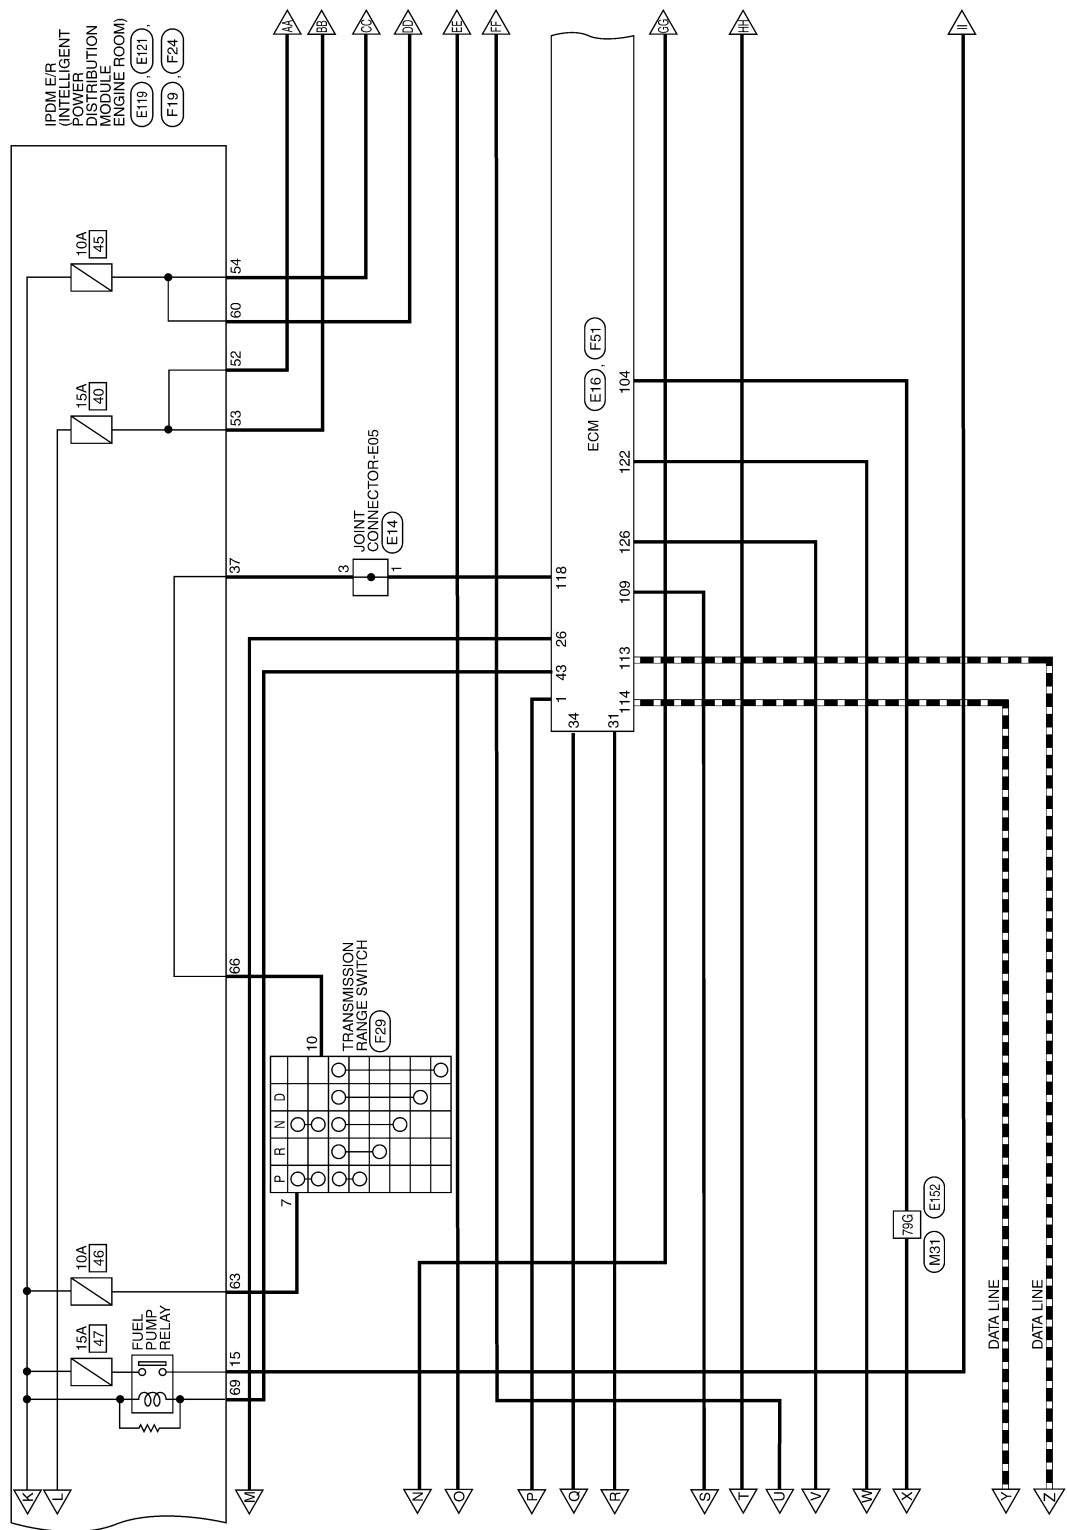 IPDM E/R
(INTELLIGENT
POWER
DISTRIBUTION
MODULE
ENGINE ROOM)
E119 , E121 ,
F19 , F24
AA
BB
CC
DD
EE
FF
GG
HH
II
10A
45
54
60
15A
40
52
53
37
JOINT
CONNECTOR-E05
E14
3
1
ECM E16 , F51
104
122
126
109
113
114
118
26
43
1
34
31
66
TRANSMISSION
RANGE SWITCH
F29
10
7
P R N D
10A
46
63
15A
47
FUEL
PUMP
RELAY
15
69
79G
M31 E152
DATA LINE
DATA LINE
K
L
M
N
O
P
Q
R
S
T
U
V
W
X
Y
Z